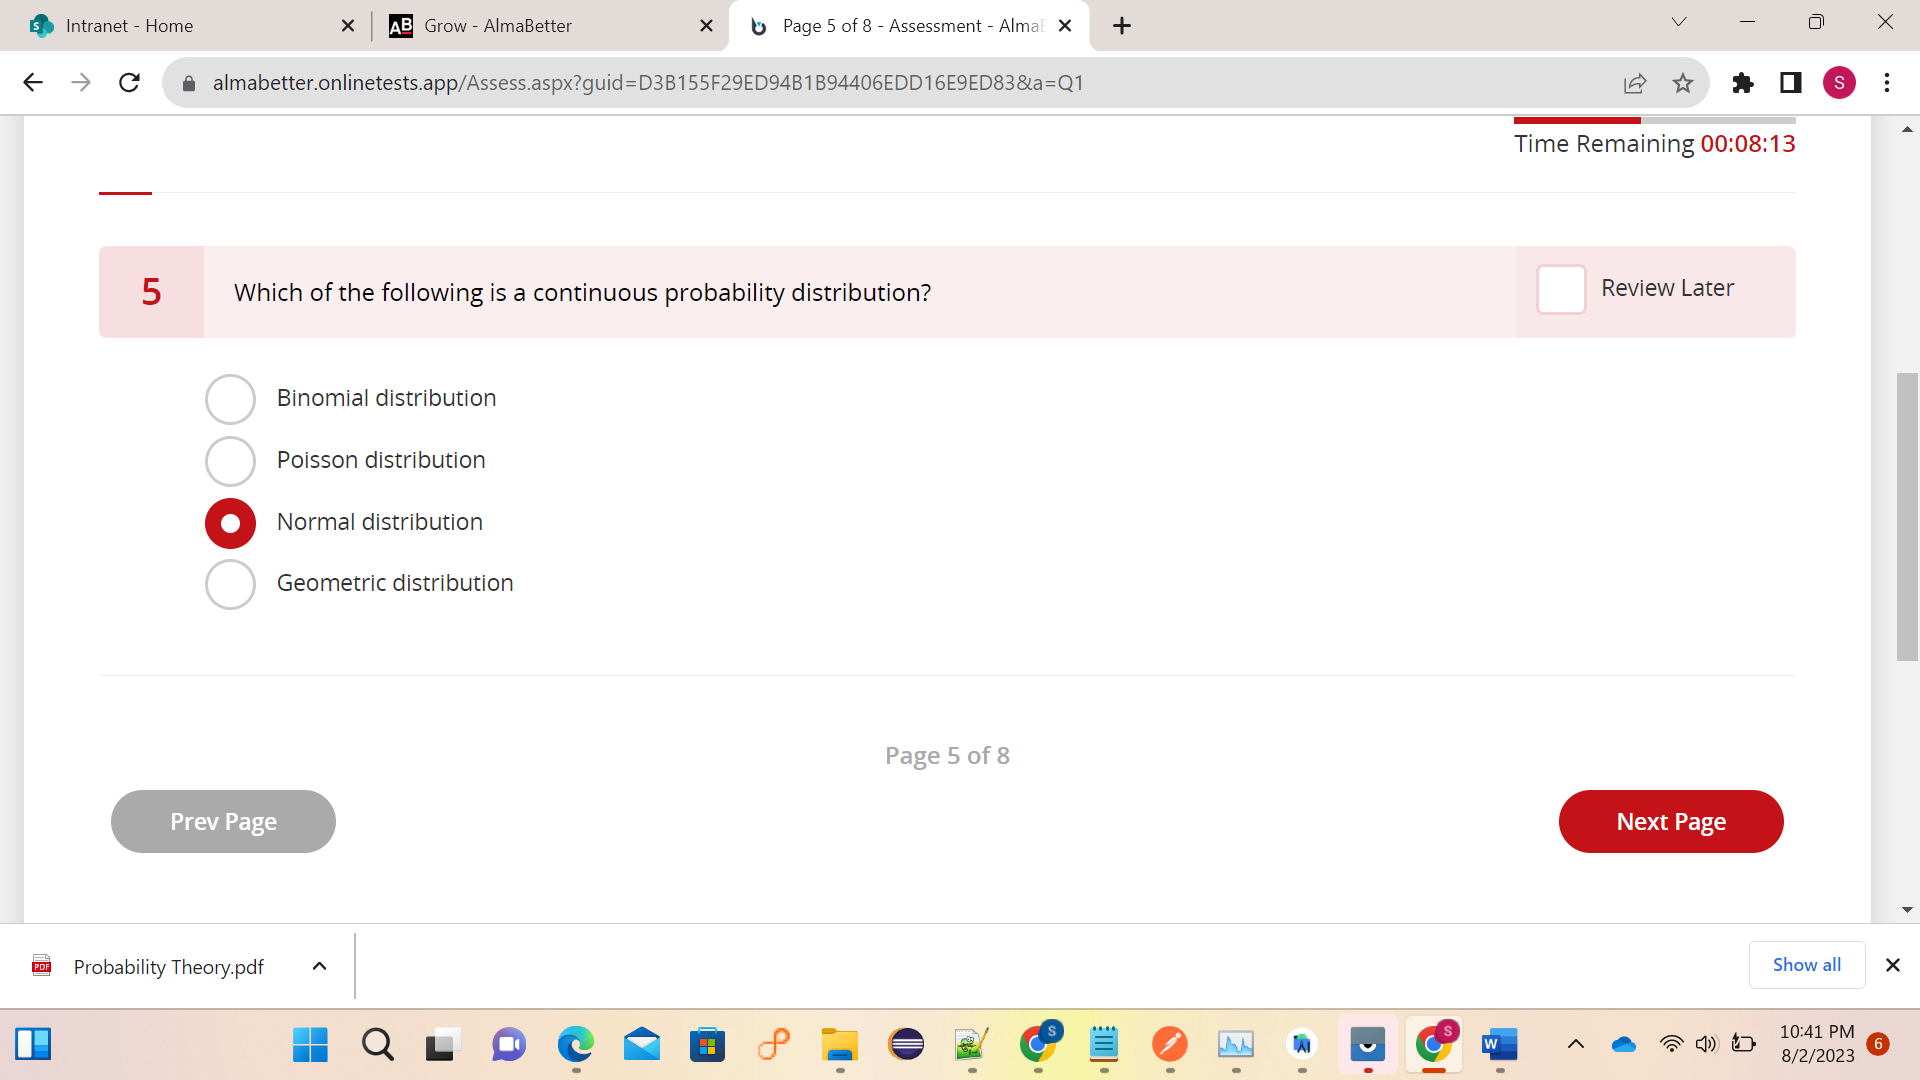 Intranet - Home
Grow - AlmaBetter
Page 5 of 8 - Assessment - Alma
almabetter.onlinetests.app/Assess.aspx?guid=D3B155F29ED94B1B94406EDD16E9ED83&a=Q1
S
Time Remaining 00:08:13
5
Which of the following is a continuous probability distribution?
Review Later
Binomial distribution
Poisson distribution
Normal distribution
Geometric distribution
Page 5 of 8
Prev Page
Next Page
Probability Theory.pdf
Show all
10:41 PM
8/2/2023
6